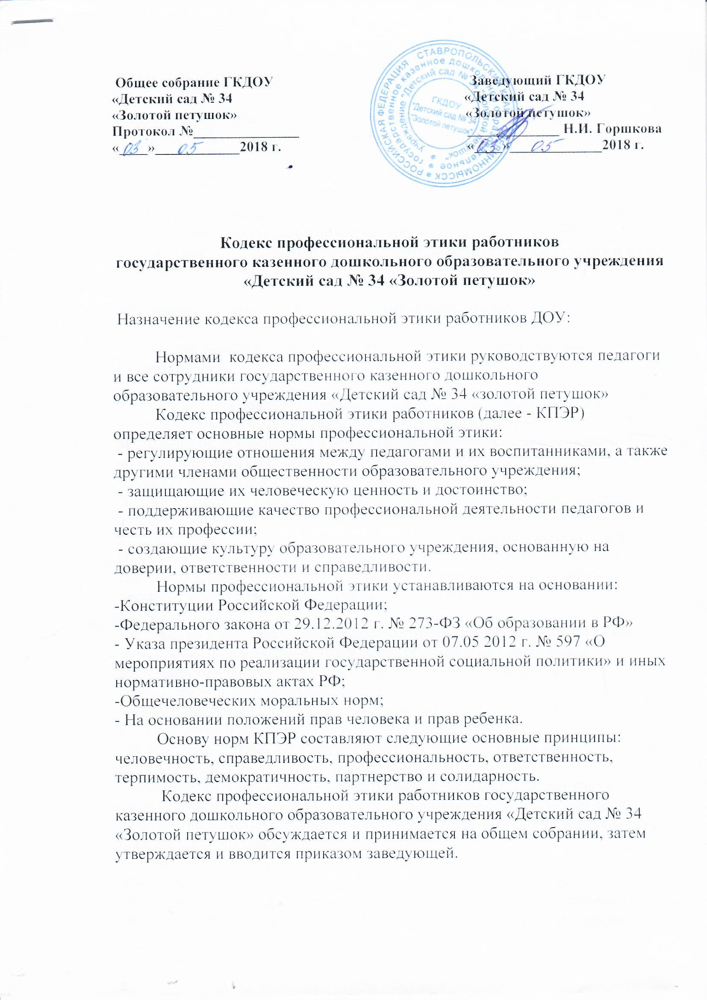 Общее собрание ГКДОУ
«Детский сад № 34
«Золотой петушок»
Протокол №_______________
«_03_»____05______2018 г.
Заведующий ГКДОУ
«Детский сад № 34
«Золотой петушок»
_____________ Н.И. Горшкова
«_03_»___05________2018 г.
РОССИЙСКАЯ ФЕДЕРАЦИЯ СТАВРОПОЛЬСКИЙ КРАЙ НЕВИННОМЫССК
государственное казенное дошкольное образовательное
учреждение "Детский сад № 34 "Золотой петушок"
ГКДОУ
"Детский сад № 34
"Золотой петушок"
Кодекс профессиональной этики работников
государственного казенного дошкольного образовательного учреждения
«Детский сад № 34 «Золотой петушок»
Назначение кодекса профессиональной этики работников ДОУ:
Нормами кодекса профессиональной этики руководствуются педагоги
и все сотрудники государственного казенного дошкольного
образовательного учреждения «Детский сад № 34 «золотой петушок»
Кодекс профессиональной этики работников (далее - КПЭР)
определяет основные нормы профессиональной этики:
- регулирующие отношения между педагогами и их воспитанниками, а также
другими членами общественности образовательного учреждения;
- защищающие их человеческую ценность и достоинство;
- поддерживающие качество профессиональной деятельности педагогов и
честь их профессии;
- создающие культуру образовательного учреждения, основанную на
доверии, ответственности и справедливости.
Нормы профессиональной этики устанавливаются на основании:
-Конституции Российской Федерации;
-Федерального закона от 29.12.2012 г. № 273-ФЗ «Об образовании в РФ»
- Указа президента Российской Федерации от 07.05 2012 г. № 597 «О
мероприятиях по реализации государственной социальной политики» и иных
нормативно-правовых актах РФ;
-Общечеловеческих моральных норм;
- На основании положений прав человека и прав ребенка.
Основу норм КПЭР составляют следующие основные принципы:
человечность, справедливость, профессиональность, ответственность,
терпимость, демократичность, партнерство и солидарность.
Кодекс профессиональной этики работников государственного
казенного дошкольного образовательного учреждения «Детский сад № 34
«Золотой петушок» обсуждается и принимается на общем собрании, затем
утверждается и вводится приказом заведующей.